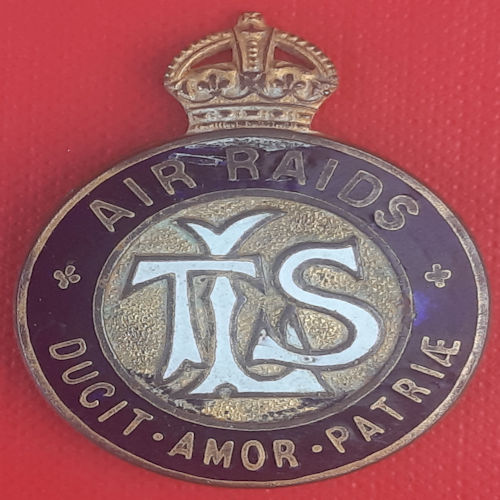 AIR RAIDS
TLS
DUCIT · AMOR · PATRIÆ